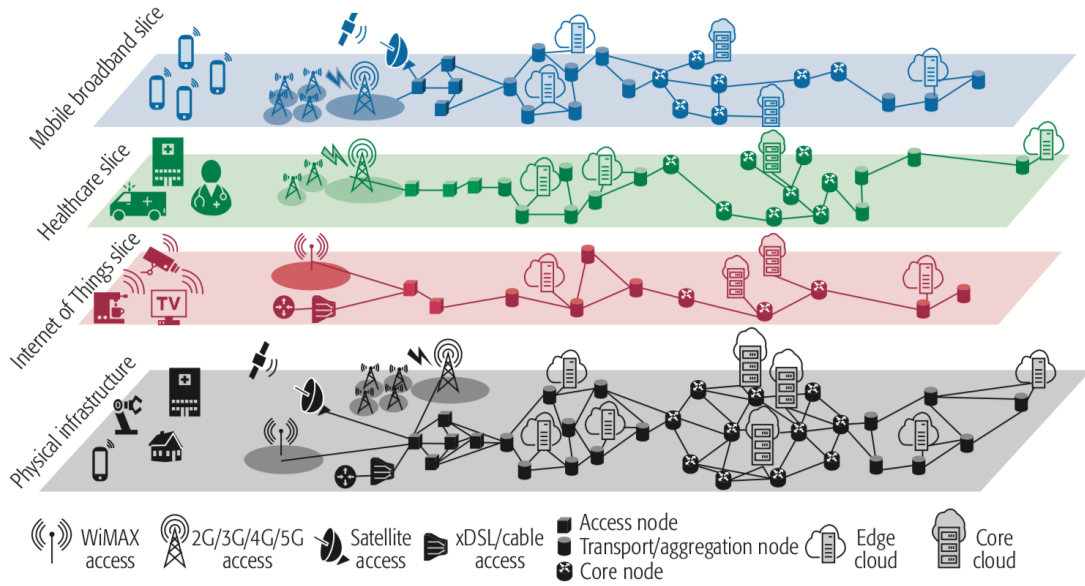 Mobile broadband slice
Healthcare slice
Internet of Things slice
TV
Physical infrastructure
WiMAX
access
2G/3G/4G/5G
access
Satellite
access
xDSL/cable
access
Access node
Transport/aggregation node
Core node
Edge
cloud
Core
cloud